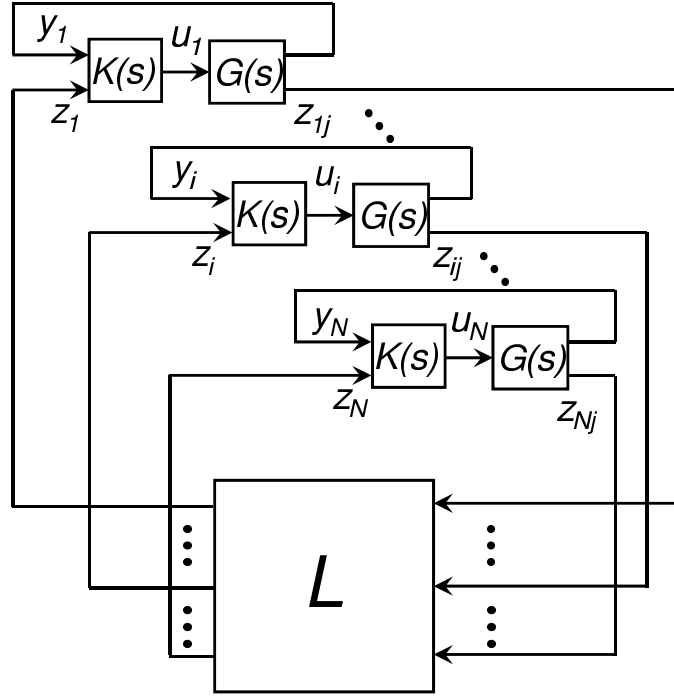 y1 u1
K(s) G(s)
z1 z1j
yi ui
K(s) G(s)
zi zij
yN uN
K(s) G(s)
zN zNj
L